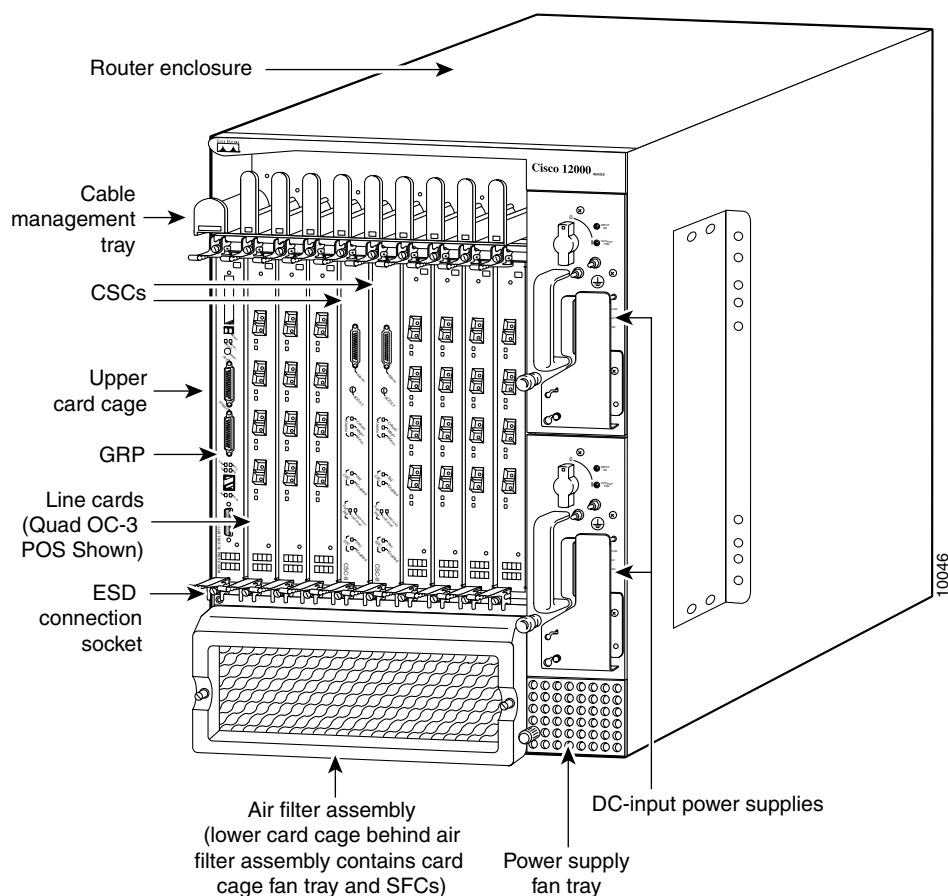 Router enclosure
Cisco 12000 SERIES
Cable
management
tray
CSCs
Upper
card cage
GRP
Line cards
(Quad OC-3
POS Shown)
ESD
connection
socket
10046
DC-input power supplies
Air filter assembly
(lower card cage behind air
filter assembly contains card
cage fan tray and SFCs)
Power supply
fan tray